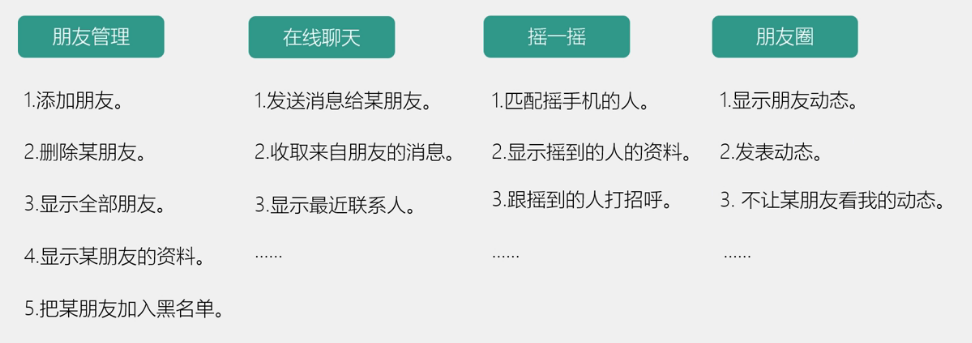 朋友管理
1.添加朋友。
2.删除某朋友。
3.显示全部朋友。
4.显示某朋友的资料。
5.把某朋友加入黑名单。
在线聊天
1.发送消息给某朋友。
2.收取来自朋友的消息。
3.显示最近联系人。
······
摇一摇
1.匹配摇手机的人。
2.显示摇到的人的资料。
3.跟摇到的人打招呼。
······
朋友圈
1.显示朋友动态。
2.发表动态。
3. 不让某朋友看我的动态。
······